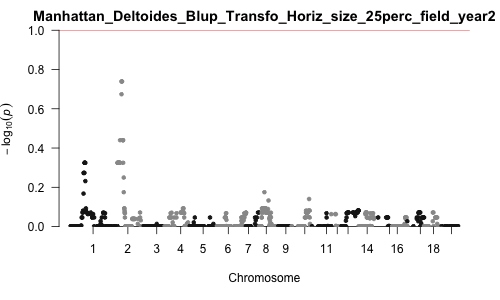 Manhattan_Deltoides_Blup_Transfo_Horiz_size_25perc_field_year2
1.0
0.8
0.6
0.4
0.2
0.0
− log10(p)
1 2 3 4 5 6 7 8 9 11 14 16 18
Chromosome